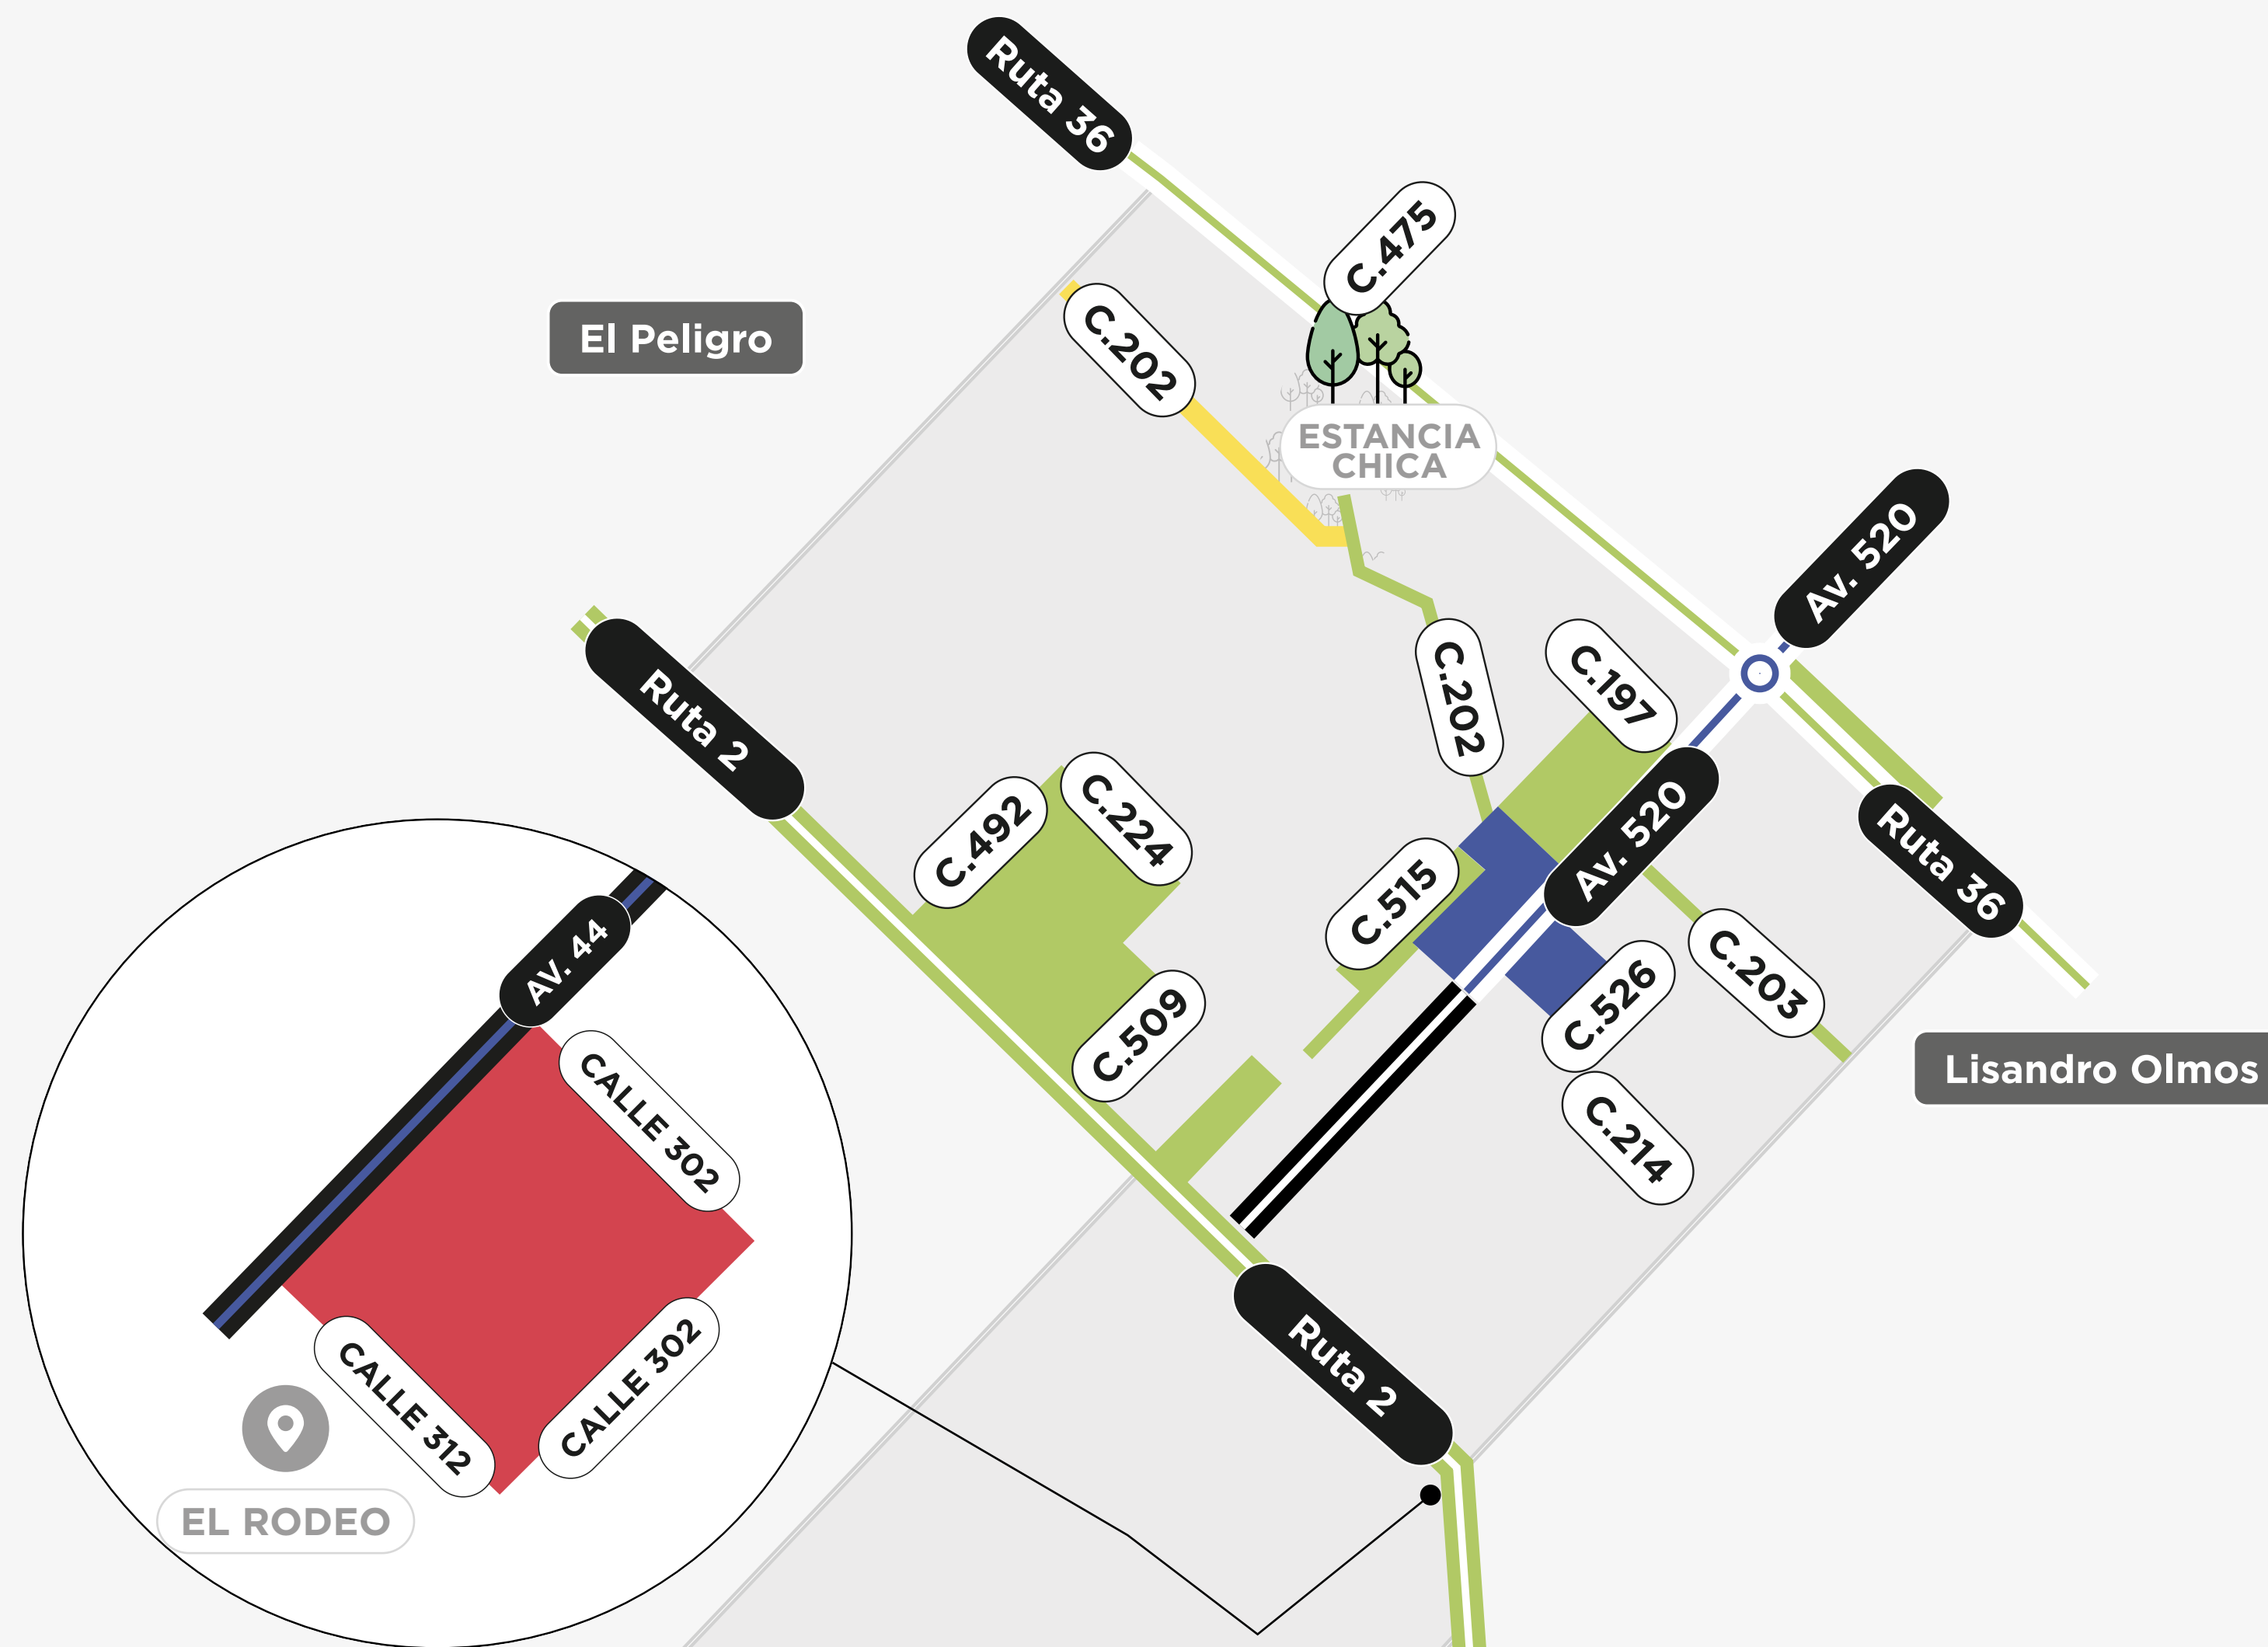 Ruta 36
C.475
El Peligro
C.202
ESTANCIA
CHICA
Av. 520
Ruta 2
C.202
C.197
C.492
C.224
Av. 520
Ruta 36
C.515
C.203
C.526
C.509
AV. 44
Lisandro Olmos
CALLE 302
C.214
Ruta 2
CALLE 302
CALLE 312
EL RODEO